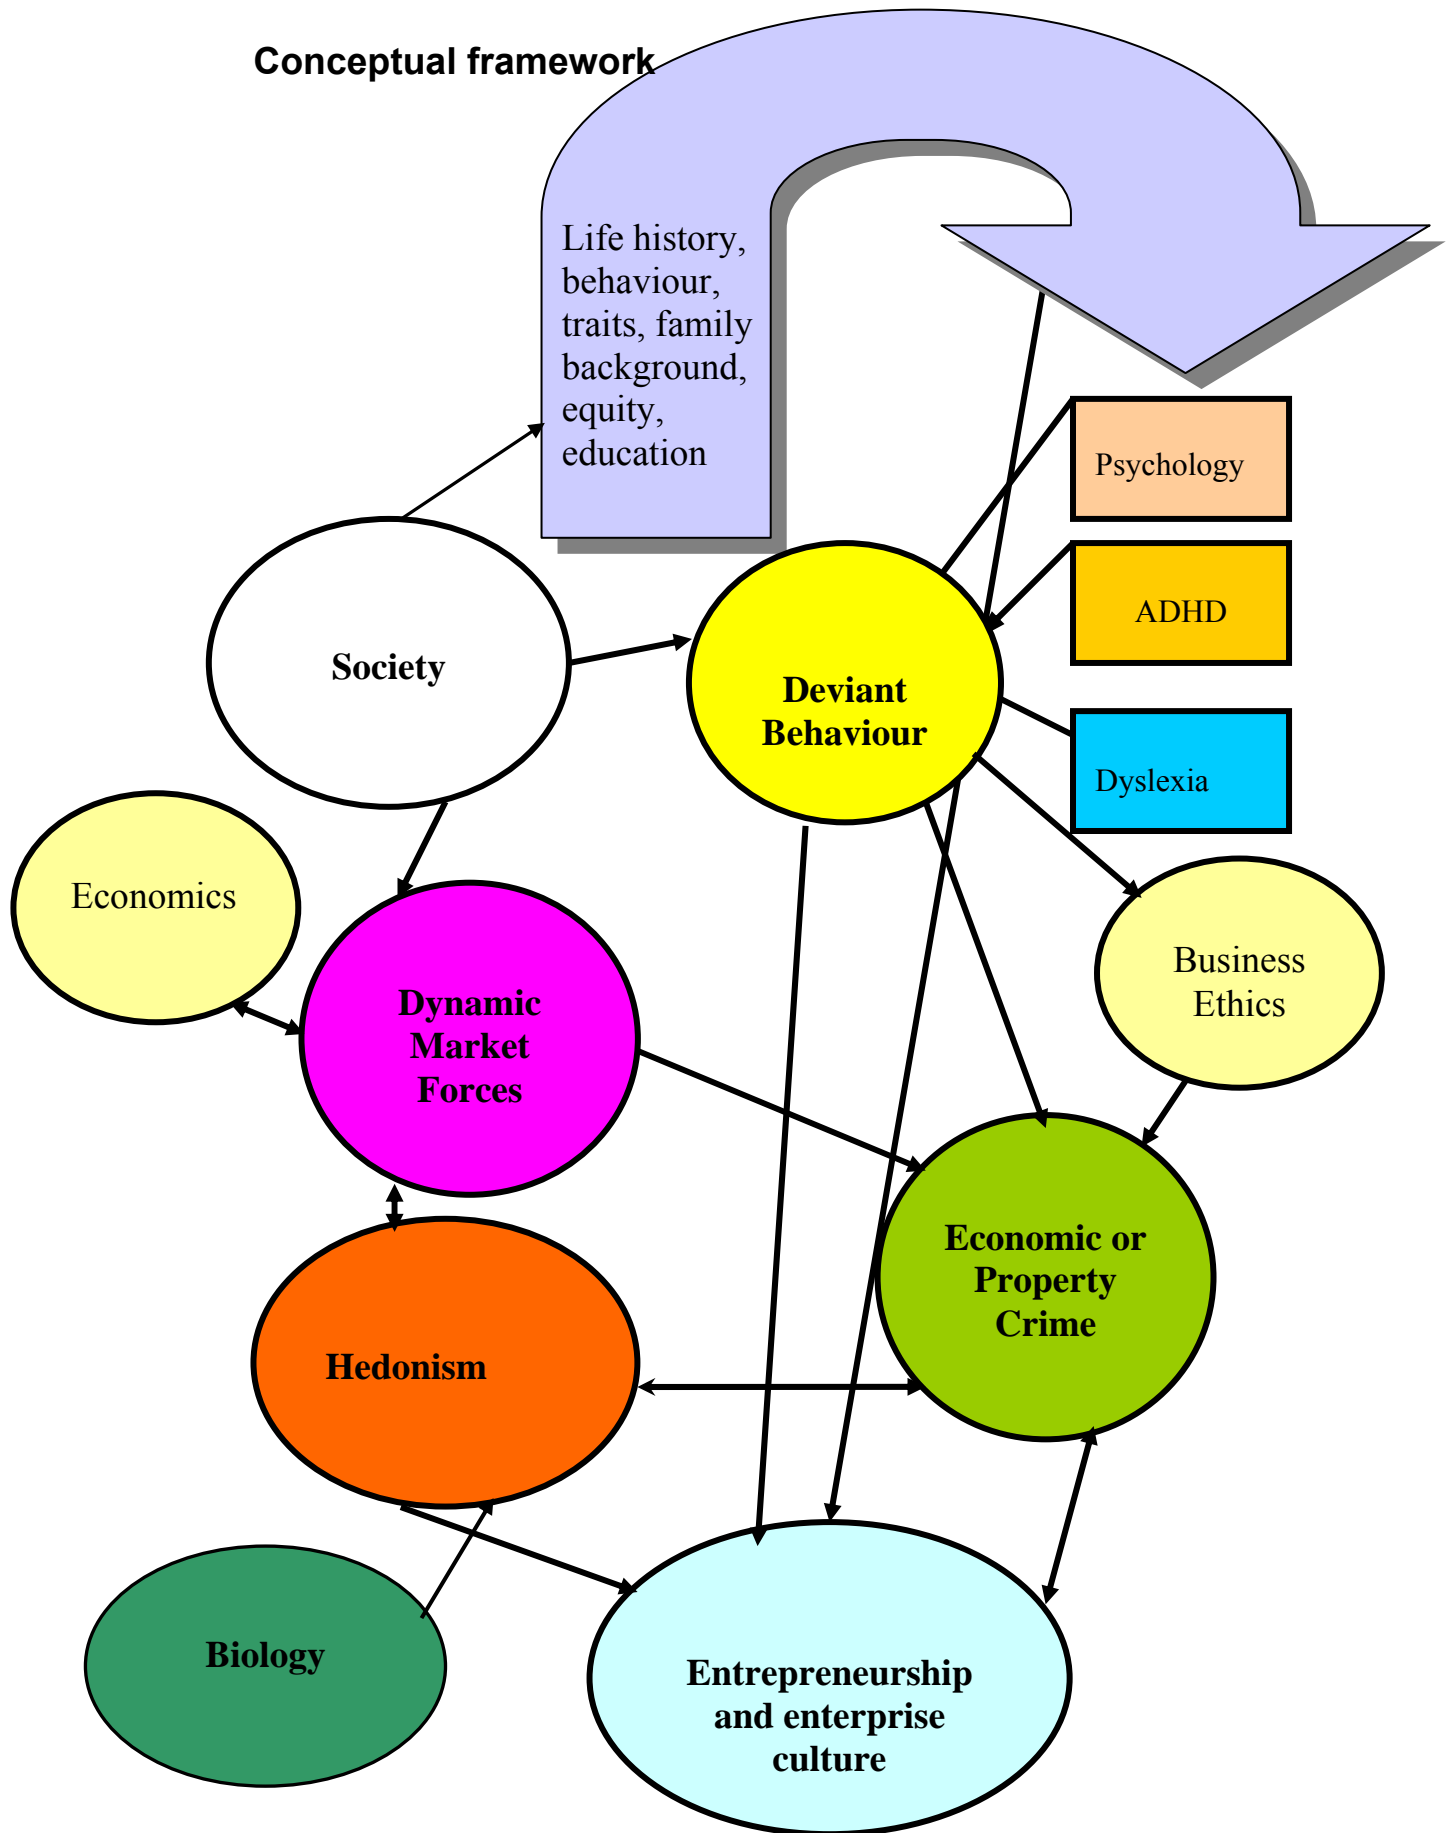 Conceptual framework
Life history,
behaviour,
traits, family
background,
equity,
education
Psychology
ADHD
Society
Deviant
Behaviour
Dyslexia
Economics
Business
Ethics
Dynamic
Market
Forces
Economic or
Property
Crime
Hedonism
Biology
Entrepreneurship
and enterprise
culture